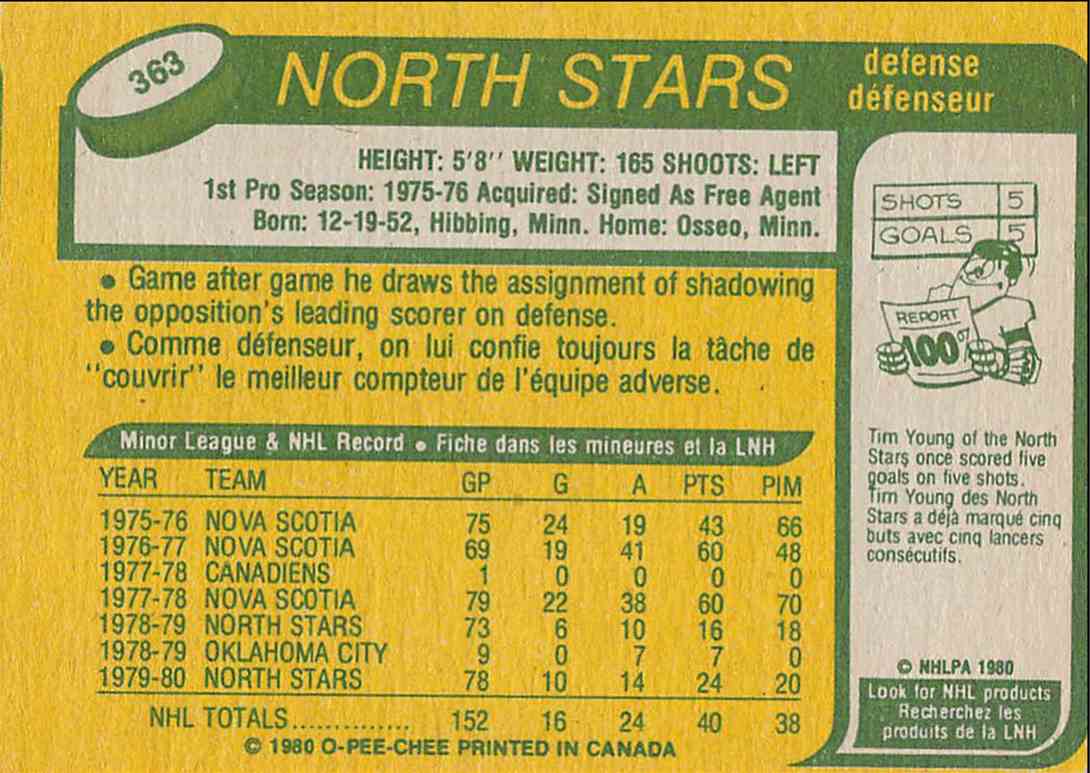 363
NORTH STARS
defense
défenseur
HEIGHT: 5'8'' WEIGHT: 165 SHOOTS: LEFT
1st Pro Season: 1975-76 Acquired: Signed As Free Agent
Born: 12-19-52, Hibbing, Minn. Home: Osseo, Minn.
• Game after game he draws the assignment of shadowing
the opposition's leading scorer on defense.
• Comme défenseur, on lui confie toujours la tâche de
''couvrir'' le meilleur compteur de l'équipe adverse.
Minor League & NHL Record • Fiche dans les mineures et la LNH
YEAR TEAM GP G A PTS PIM
1975-76 NOVA SCOTIA 75 24 19 43 66
1976-77 NOVA SCOTIA 69 19 41 60 48
1977-78 CANADIENS 1 0 0 0 0
1977-78 NOVA SCOTIA 79 22 38 60 70
1978-79 NORTH STARS 73 6 10 16 18
1978-79 OKLAHOMA CITY 9 0 7 7 0
1979-80 NORTH STARS 78 10 14 24 20
NHL TOTALS.............. 152 16 24 40 38
© 1980 O-PEE-CHEE PRINTED IN CANADA
SHOTS 5
GOALS 5
REPORT
100%
Tim Young of the North
Stars once scored five
goals on five shots.
Tim Young des North
Stars a déjà marqué cinq
buts avec cinq lancers
consécutifs.
© NHLPA 1980
Look for NHL products
Recherchez les
produits de la LNH